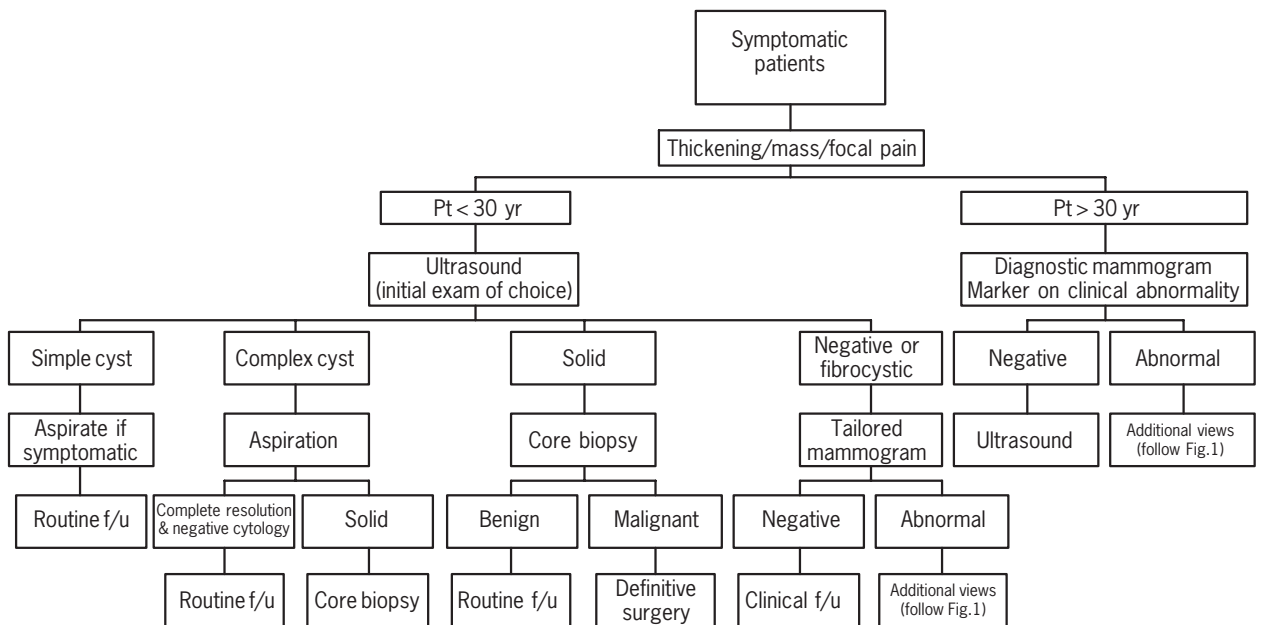 Symptomatic
patients
Thickening/mass/focal pain
Pt < 30 yr
Pt > 30 yr
Ultrasound
(initial exam of choice)
Diagnostic mammogram
Marker on clinical abnormality
Simple cyst
Complex cyst
Solid
Negative or
fibrocystic
Negative
Abnormal
Aspirate if
symptomatic
Aspiration
Core biopsy
Tailored
mammogram
Ultrasound
Additional views
(follow Fig.1)
Routine f/u
Complete resolution
& negative cytology
Solid
Benign
Malignant
Negative
Abnormal
Routine f/u
Core biopsy
Routine f/u
Definitive
surgery
Clinical f/u
Additional views
(follow Fig.1)